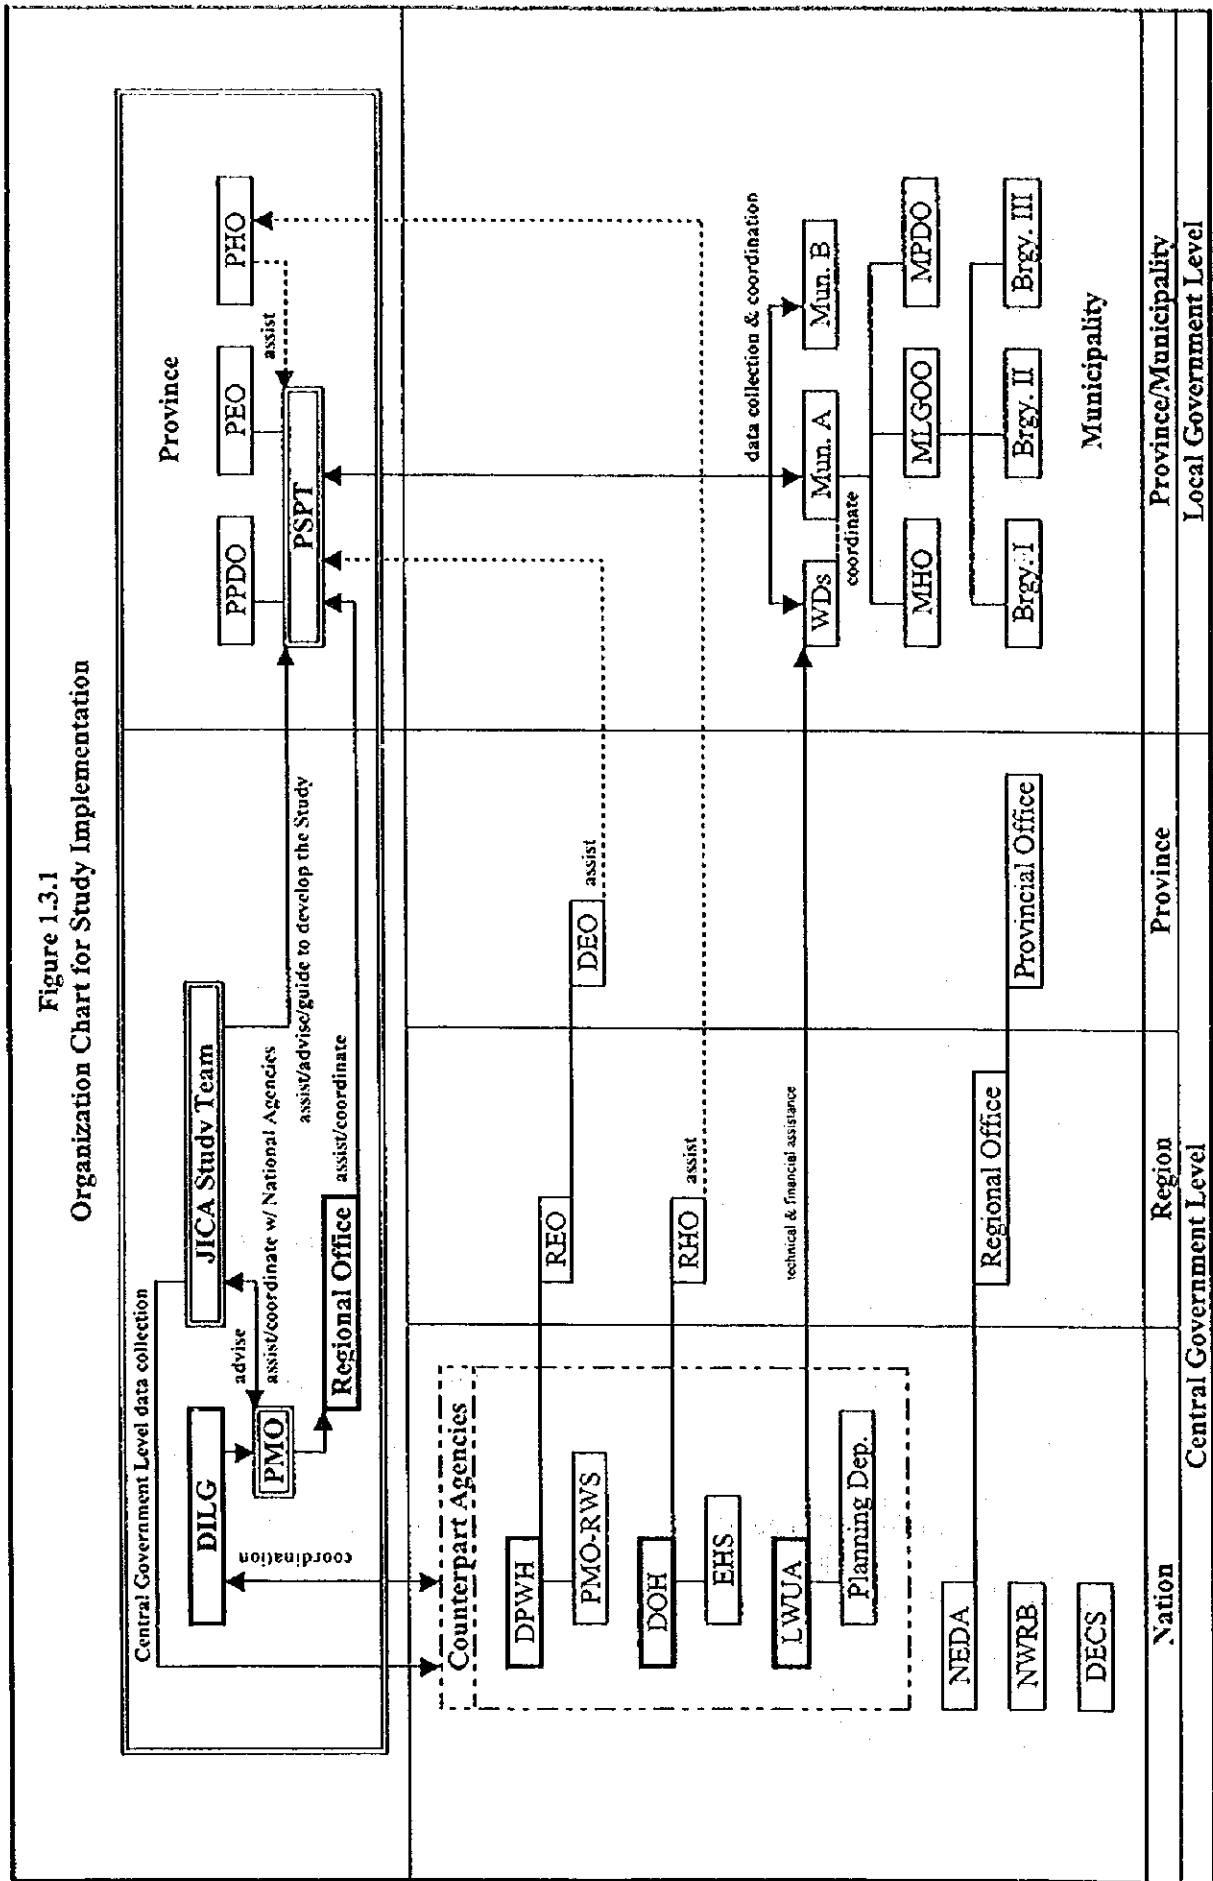 Figure 1.3.1
Organization Chart for Study Implementation
Central Government Level data collection
DILG
advise
JICA Study Team
PMO
assist/coordinate w/ National Agencies
assist/advise/guide to develop the Study
coordination
Regional Office
assist/coordinate
Province
PPDO
PEO
PHO
assist
PSPT
Counterpart Agencies
DPWH
REO
PMO-RWS
DEO
assist
DOH
RHO
assist
EHS
LWUA
technical & financial assistance
Planning Dep.
data collection & coordination
WDs
Mun. A
Mun. B
coordinate
MHO
MLGOO
MPDO
Brgy. I
Brgy. II
Brgy. III
Municipality
NEDA
Regional Office
Provincial Office
NWRB
DECS
Nation
Region
Province
Province/Municipality
Central Government Level
Local Government Level